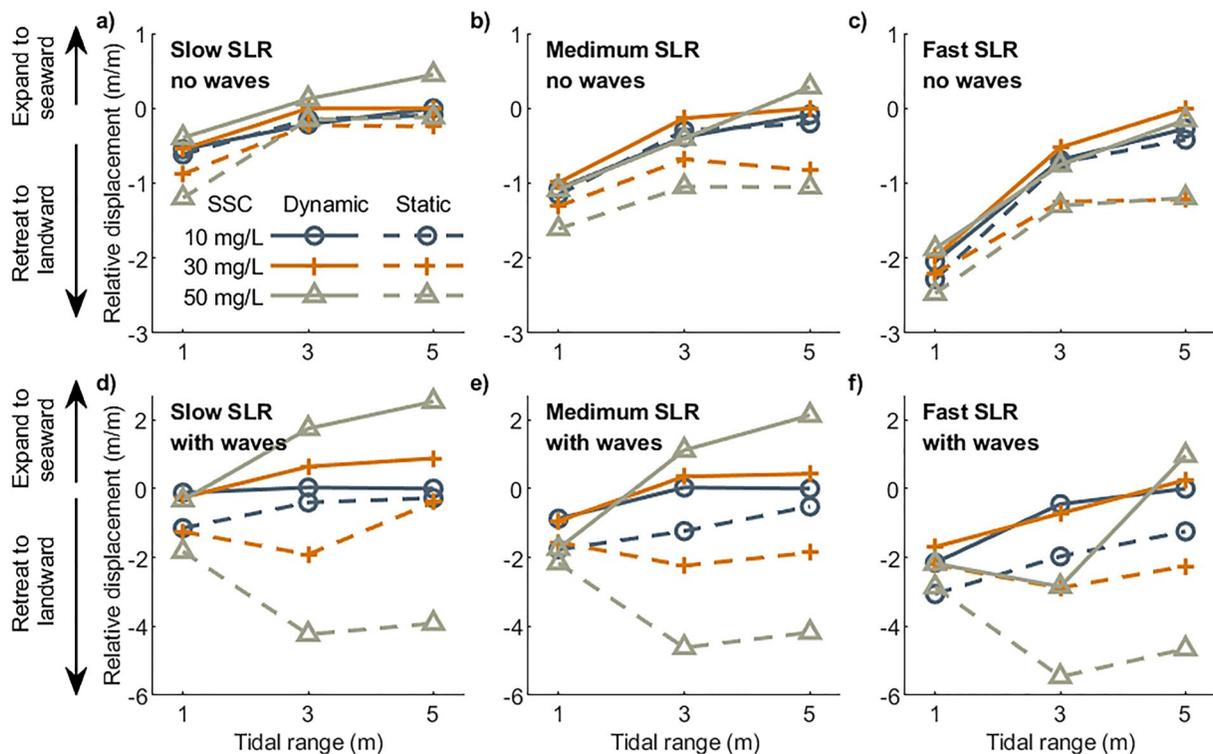 a)
Slow SLR
no waves
b)
Medimum SLR
no waves
c)
Fast SLR
no waves
Expand to
seaward
Retreat to
landward
Relative displacement (m/m)
1
0
-1
-2
-3
SSC Dynamic Static
10 mg/L
30 mg/L
50 mg/L
1 3 5
1
0
-1
-2
-3
1 3 5
1
0
-1
-2
-3
1 3 5
d)
Slow SLR
with waves
e)
Medimum SLR
with waves
f)
Fast SLR
with waves
Expand to
seaward
Retreat to
landward
Relative displacement (m/m)
2
0
-2
-4
-6
1 3 5
Tidal range (m)
2
0
-2
-4
-6
1 3 5
Tidal range (m)
2
0
-2
-4
-6
1 3 5
Tidal range (m)